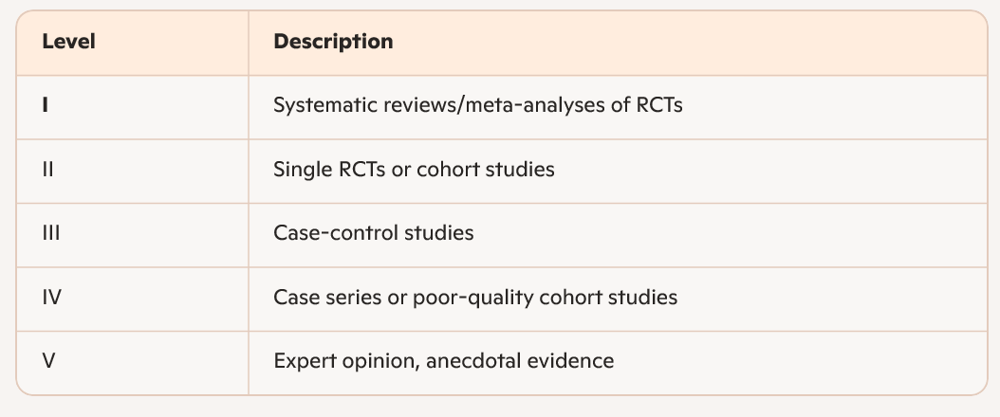 Level Description
I Systematic reviews/meta-analyses of RCTs
II Single RCTs or cohort studies
III Case-control studies
IV Case series or poor-quality cohort studies
V Expert opinion, anecdotal evidence